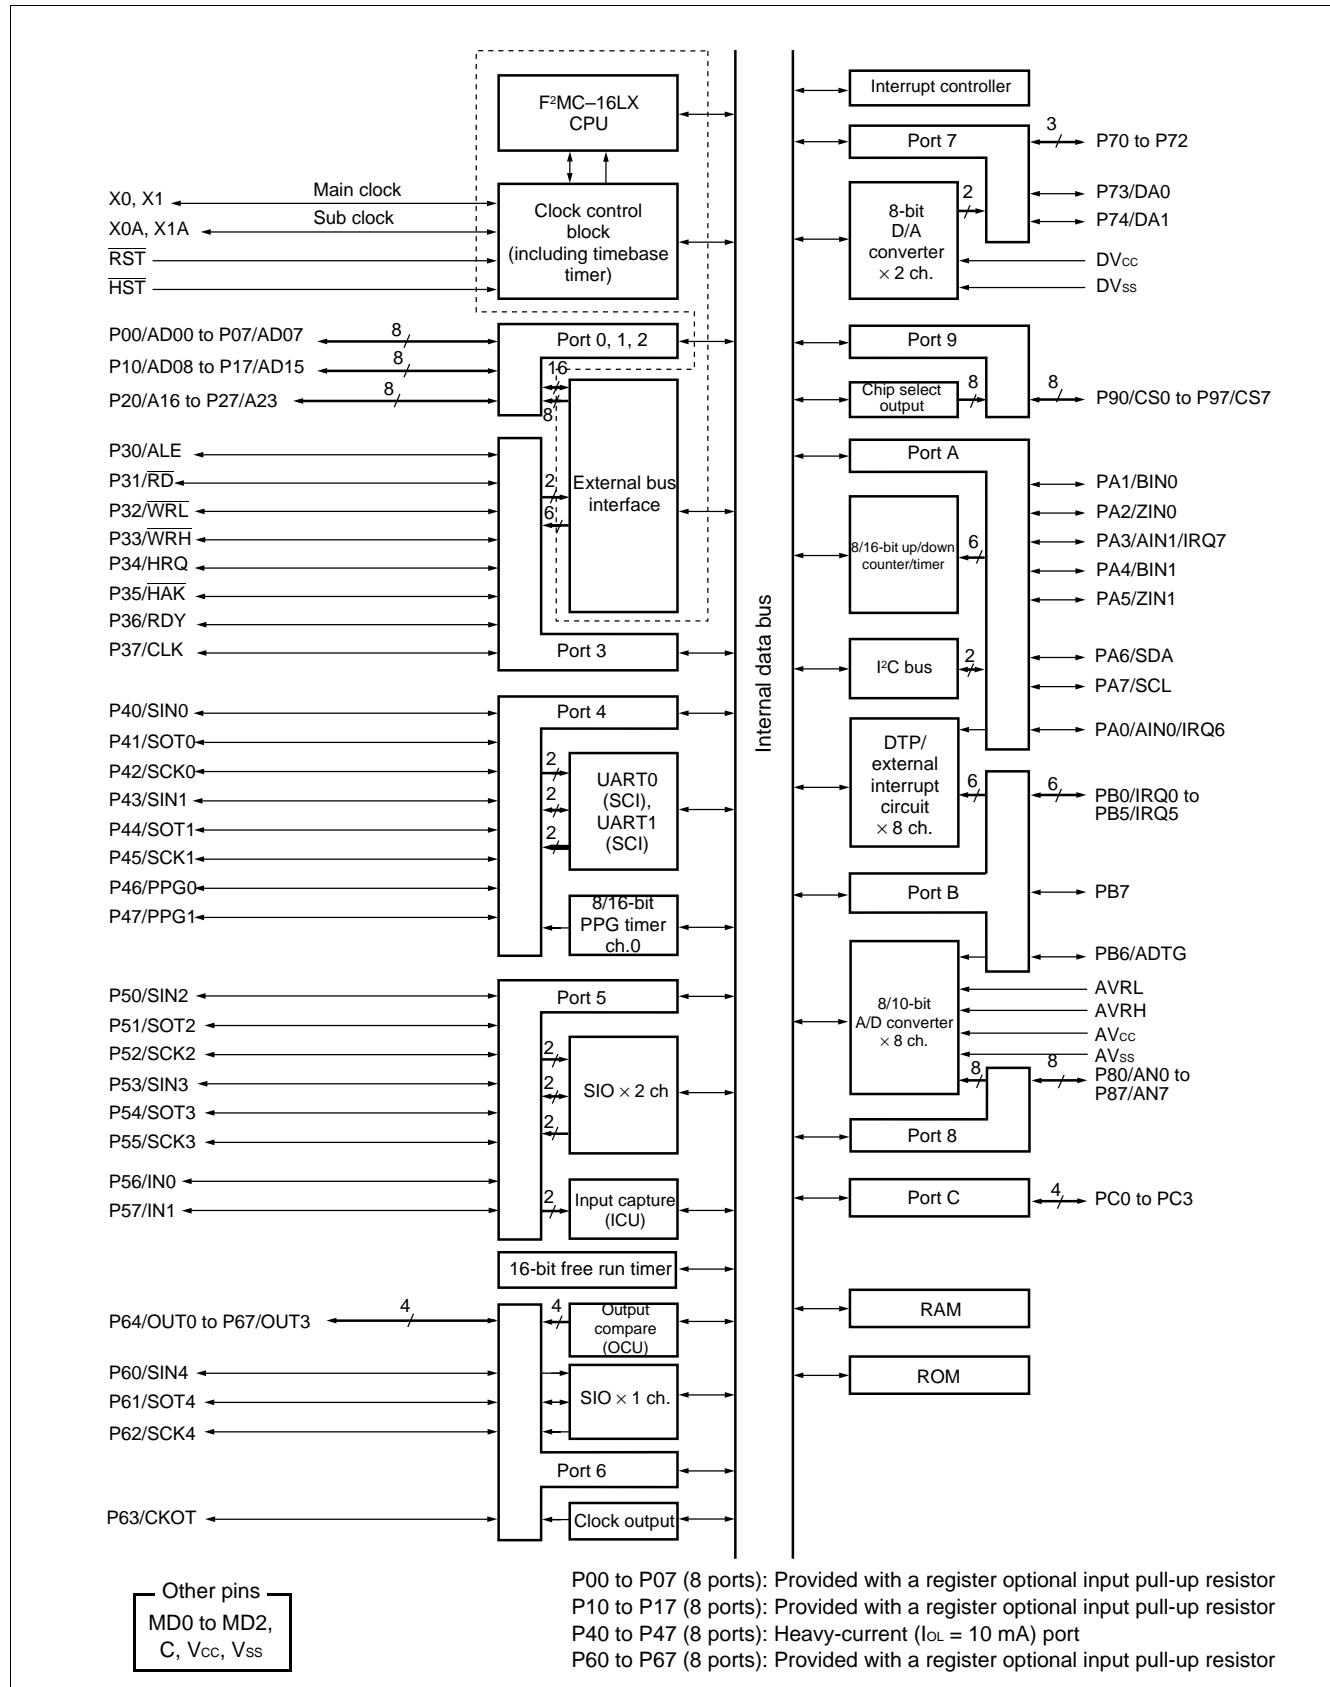 F²MC–16LX
CPU
Main clock
X0, X1
Sub clock
X0A, X1A
RST
HST
Clock control
block
(including timebase
timer)
P00/AD00 to P07/AD07
8
P10/AD08 to P17/AD15
8
P20/A16 to P27/A23
8
Port 0, 1, 2
16
8
P30/ALE
P31/RD
P32/WRL
P33/WRH
P34/HRQ
P35/HAK
P36/RDY
P37/CLK
2
6
External bus
interface
Port 3
P40/SIN0
P41/SOT0
P42/SCK0
P43/SIN1
P44/SOT1
P45/SCK1
P46/PPG0
P47/PPG1
Port 4
2
2
2
UART0
(SCI),
UART1
(SCI)
8/16-bit
PPG timer
ch.0
P50/SIN2
P51/SOT2
P52/SCK2
P53/SIN3
P54/SOT3
P55/SCK3
P56/IN0
P57/IN1
Port 5
2
2
2
SIO × 2 ch
2
Input capture
(ICU)
16-bit free run timer
P64/OUT0 to P67/OUT3
4
4
Output
compare
(OCU)
P60/SIN4
P61/SOT4
P62/SCK4
SIO × 1 ch.
Port 6
P63/CKOT
Clock output
Internal data bus
Interrupt controller
Port 7
3
P70 to P72
8-bit
D/A
converter
× 2 ch.
2
P73/DA0
P74/DA1
DVCC
DVSS
Port 9
Chip select
output
8
8
P90/CS0 to P97/CS7
Port A
PA1/BIN0
PA2/ZIN0
PA3/AIN1/IRQ7
PA4/BIN1
PA5/ZIN1
8/16-bit up/down
counter/timer
6
I²C bus
2
PA6/SDA
PA7/SCL
PA0/AIN0/IRQ6
DTP/
external
interrupt
circuit
× 8 ch.
6
6
PB0/IRQ0 to
PB5/IRQ5
Port B
PB7
PB6/ADTG
8/10-bit
A/D converter
× 8 ch.
AVRL
AVRH
AVCC
AVSS
8
8
P80/AN0 to
P87/AN7
Port 8
Port C
4
PC0 to PC3
RAM
ROM
Other pins
MD0 to MD2,
C, VCC, VSS
P00 to P07 (8 ports): Provided with a register optional input pull-up resistor
P10 to P17 (8 ports): Provided with a register optional input pull-up resistor
P40 to P47 (8 ports): Heavy-current (IOL = 10 mA) port
P60 to P67 (8 ports): Provided with a register optional input pull-up resistor